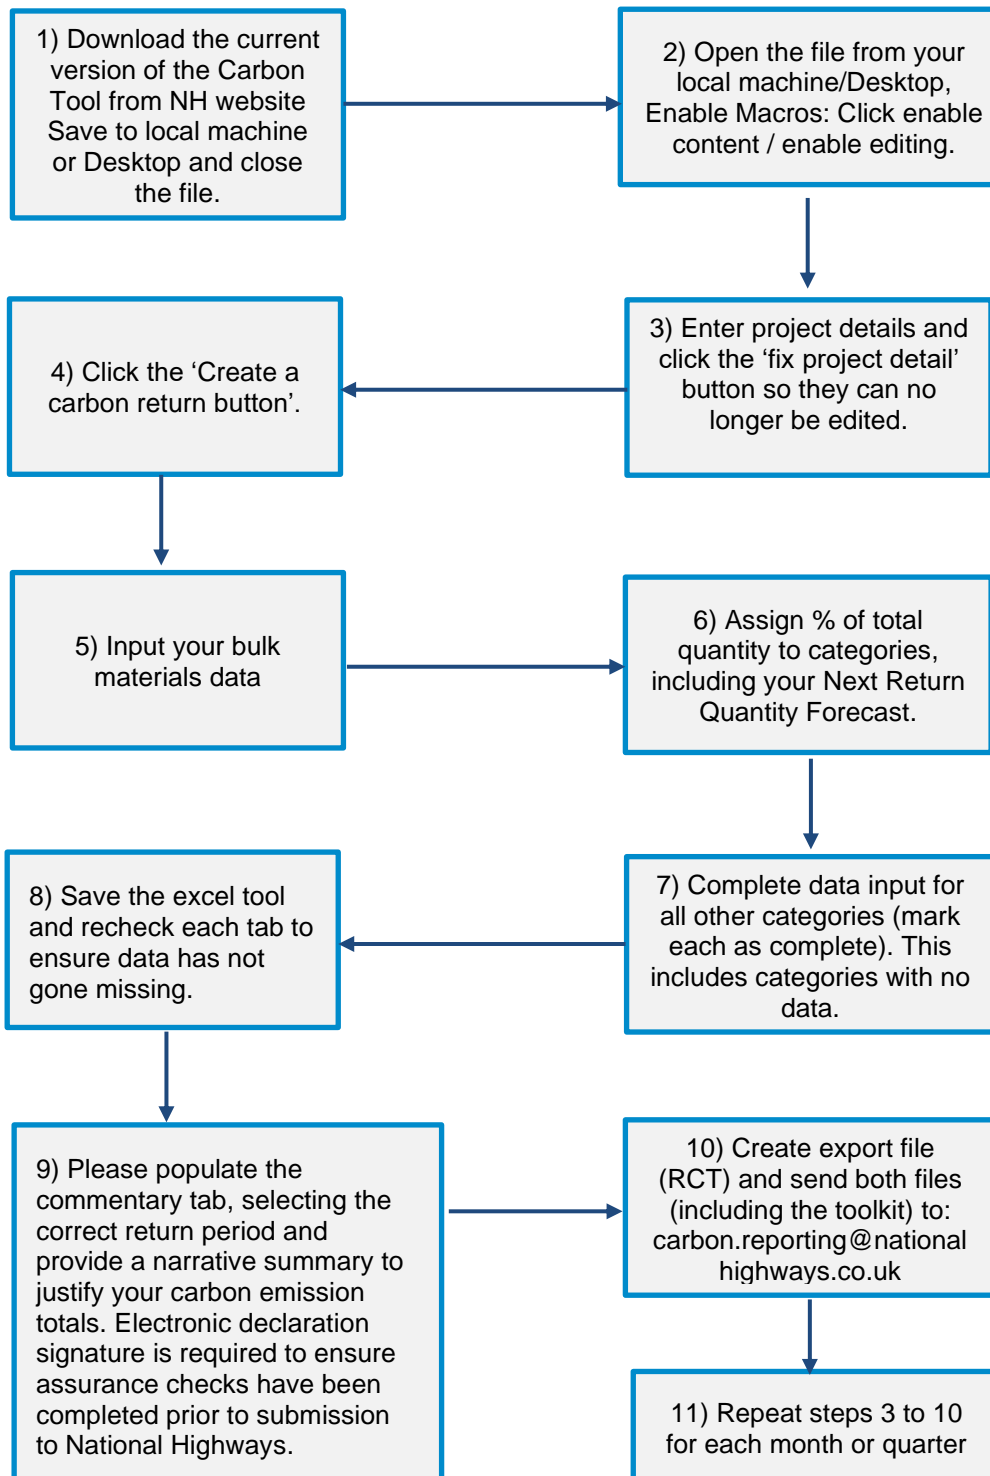 1) Download the current
version of the Carbon
Tool from NH website
Save to local machine
or Desktop and close
the file.
2) Open the file from your
local machine/Desktop,
Enable Macros: Click enable
content / enable editing.
3) Enter project details and
click the ‘fix project detail’
button so they can no
longer be edited.
4) Click the ‘Create a
carbon return button’.
5) Input your bulk
materials data
6) Assign % of total
quantity to categories,
including your Next Return
Quantity Forecast.
7) Complete data input for
all other categories (mark
each as complete). This
includes categories with no
data.
8) Save the excel tool
and recheck each tab to
ensure data has not
gone missing.
9) Please populate the
commentary tab, selecting the
correct return period and
provide a narrative summary to
justify your carbon emission
totals. Electronic declaration
signature is required to ensure
assurance checks have been
completed prior to submission
to National Highways.
10) Create export file
(RCT) and send both files
(including the toolkit) to:
carbon.reporting@national
highways.co.uk
11) Repeat steps 3 to 10
for each month or quarter